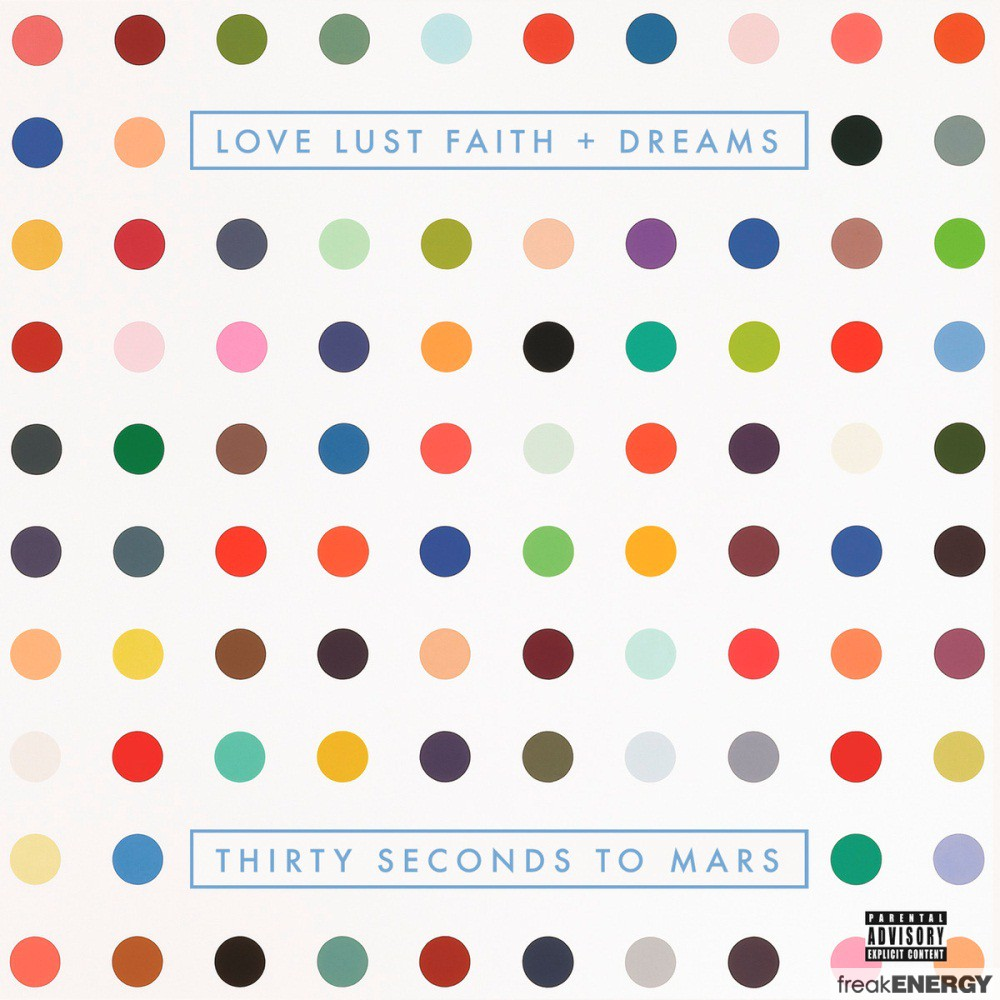 LOVE LUST FAITH + DREAMS
THIRTY SECONDS TO MARS
PARENTAL
ADVISORY
EXPLICIT CONTENT
freakENERGY